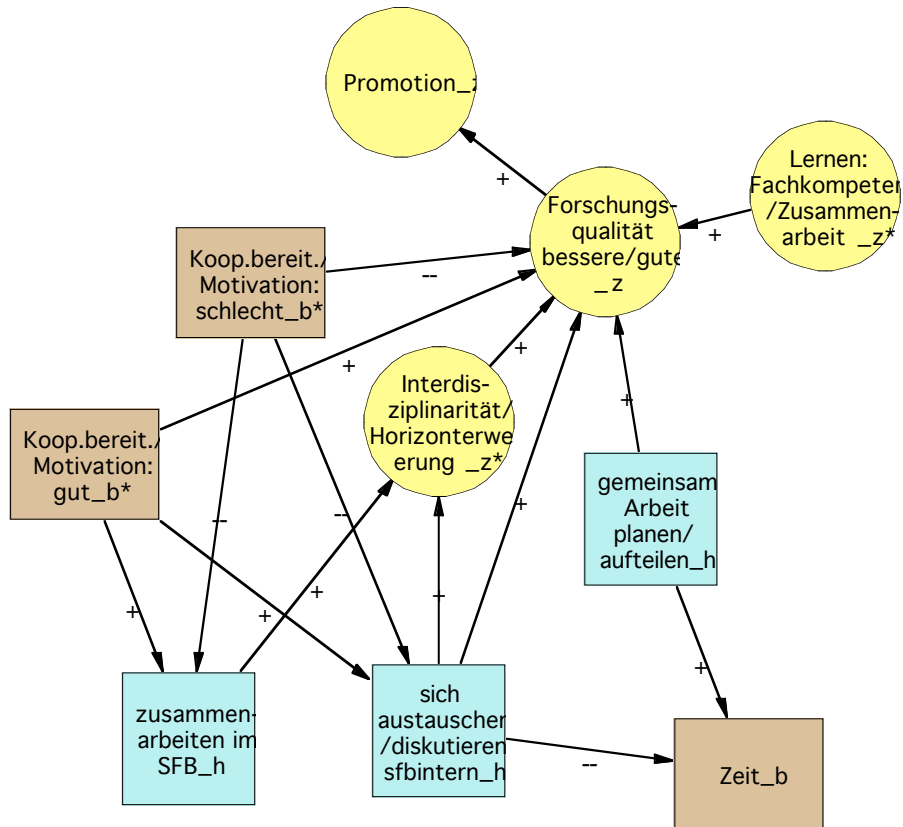 Promotion_z
+
Lernen:
Fachkompeten
/Zusammen-
arbeit _z*
+
Forschungs-
qualität
bessere/gute
_z
Koop.bereit./
Motivation:
schlecht_b*
--
+
+
Interdis-
ziplinarität/
Horizonterwe
erung _z*
+
Koop.bereit./
Motivation:
gut_b*
gemeinsam
Arbeit
planen/
aufteilen_h
--
--
+
+
+
+
+
+
zusammen-
arbeiten im
SFB_h
sich
austauschen
/diskutieren
sfbintern_h
--
Zeit_b